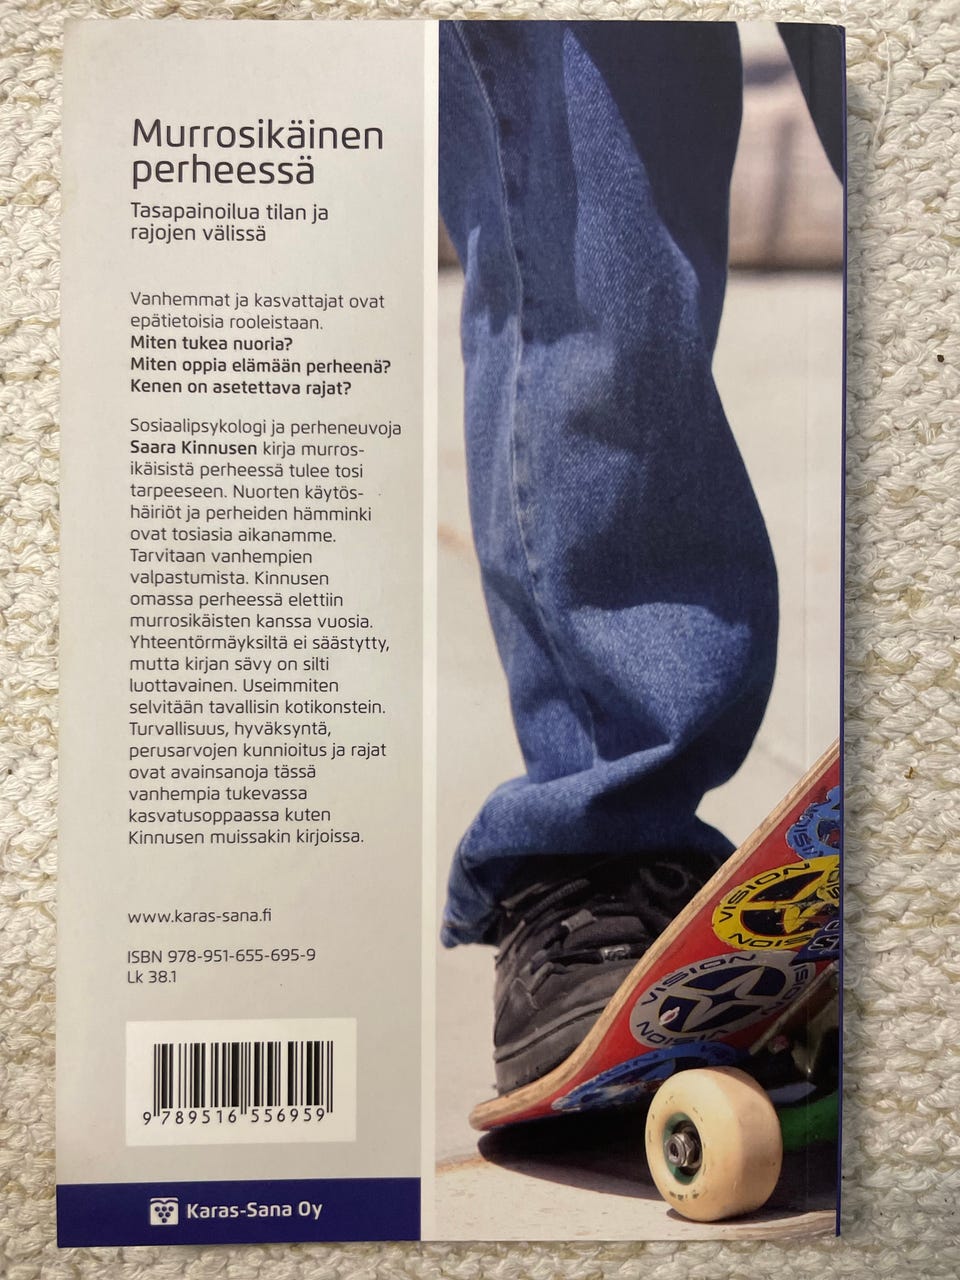 Murrosikäinen
perheessä
Tasapainoilua tilan ja
rajojen välissä
Vanhemmat ja kasvattajat ovat
epätietoisia rooleistaan.
Miten tukea nuoria?
Miten oppia elämään perheenä?
Kenen on asetettava rajat?
Sosiaalipsykologi ja perheneuvoja
Saara Kinnusen kirja murros-
ikäisistä perheessä tulee tosi
tarpeeseen. Nuorten käytös-
häiriöt ja perheiden hämminki
ovat tosiasia aikanamme.
Tarvitaan vanhempien
valpastumista. Kinnusen
omassa perheessä elettiin
murrosikäisten kanssa vuosia.
Yhteentörmäyksiltä ei säästytty,
mutta kirjan sävy on silti
luottavainen. Useimmiten
selvitään tavallisin kotikonstein.
Turvallisuus, hyväksyntä,
perusarvojen kunnioitus ja rajat
ovat avainsanoja tässä
vanhempia tukevassa
kasvatusoppaassa kuten
Kinnusen muissakin kirjoissa.
www.karas-sana.fi
ISBN 978-951-655-695-9
Lk 38.1
9 789516 556959
Karas-Sana Oy
VISION
VISION
VISION
VISION